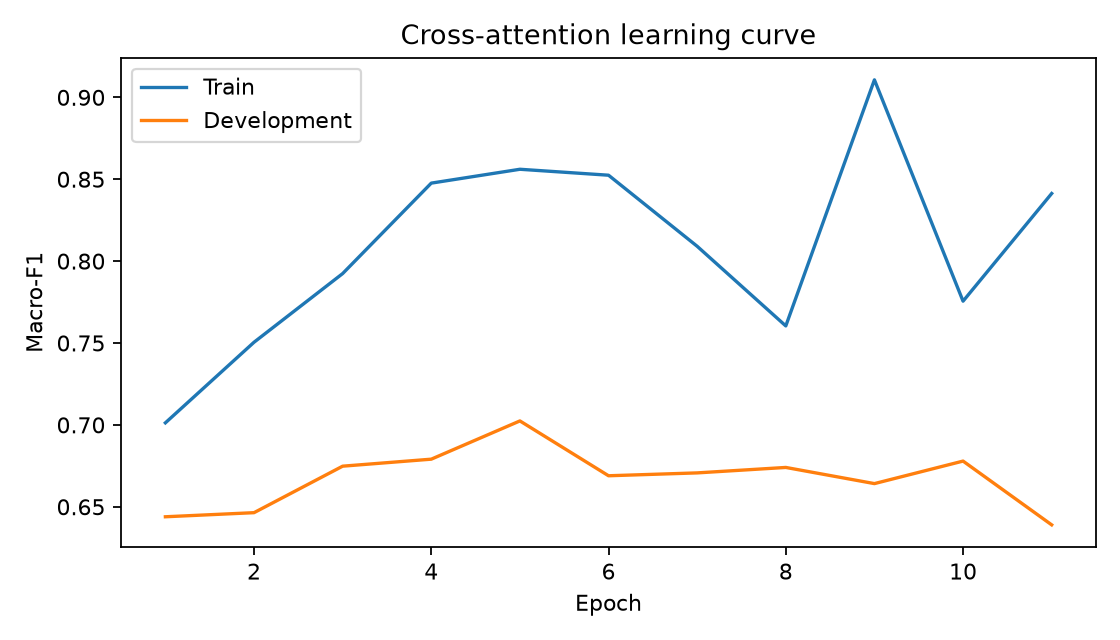 Cross-attention learning curve
Train
Development
0.90
0.85
0.80
0.75
0.70
0.65
Macro-F1
2 4 6 8 10
Epoch